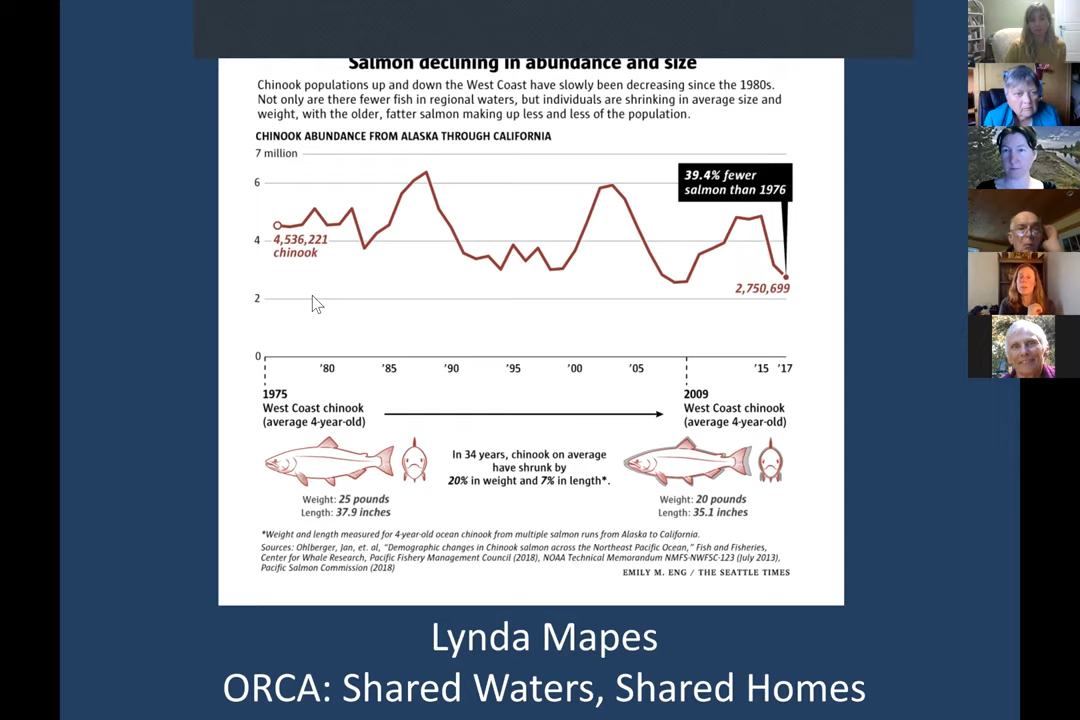 Salmon declining in abundance and size
Chinook populations up and down the West Coast have slowly been decreasing since the 1980s.
Not only are there fewer fish in regional waters, but individuals are shrinking in average size and
weight, with the older, fatter salmon making up less and less of the population.
CHINOOK ABUNDANCE FROM ALASKA THROUGH CALIFORNIA
7 million
6
39.4% fewer
salmon than 1976
4
4,536,221
chinook
2,750,699
2
0
'80 '85 '90 '95 '00 '05 '15 '17
1975
West Coast chinook
(average 4-year-old)
2009
West Coast chinook
(average 4-year-old)
In 34 years, chinook on average
have shrunk by
20% in weight and 7% in length*.
Weight: 25 pounds
Length: 37.9 inches
Weight: 20 pounds
Length: 35.1 inches
*Weight and length measured for 4-year-old ocean chinook from multiple salmon runs from Alaska to California.
Sources: Ohlberger, Jan, et. al, "Demographic changes in Chinook salmon across the Northeast Pacific Ocean," Fish and Fisheries,
Center for Whale Research, Pacific Fishery Management Council (2018), NOAA Technical Memorandum NMFS-NWFSC-123 (July 2013),
Pacific Salmon Commission (2018)
EMILY M. ENG / THE SEATTLE TIMES
Lynda Mapes
ORCA: Shared Waters, Shared Homes